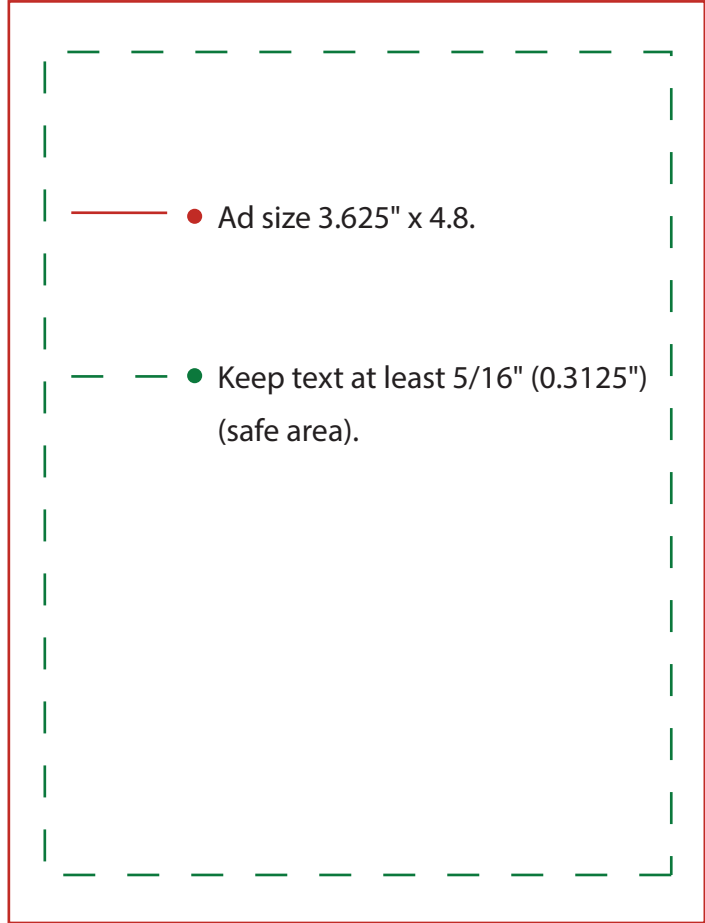 Ad size 3.625" x 4.8.
Keep text at least 5/16" (0.3125")
(safe area).